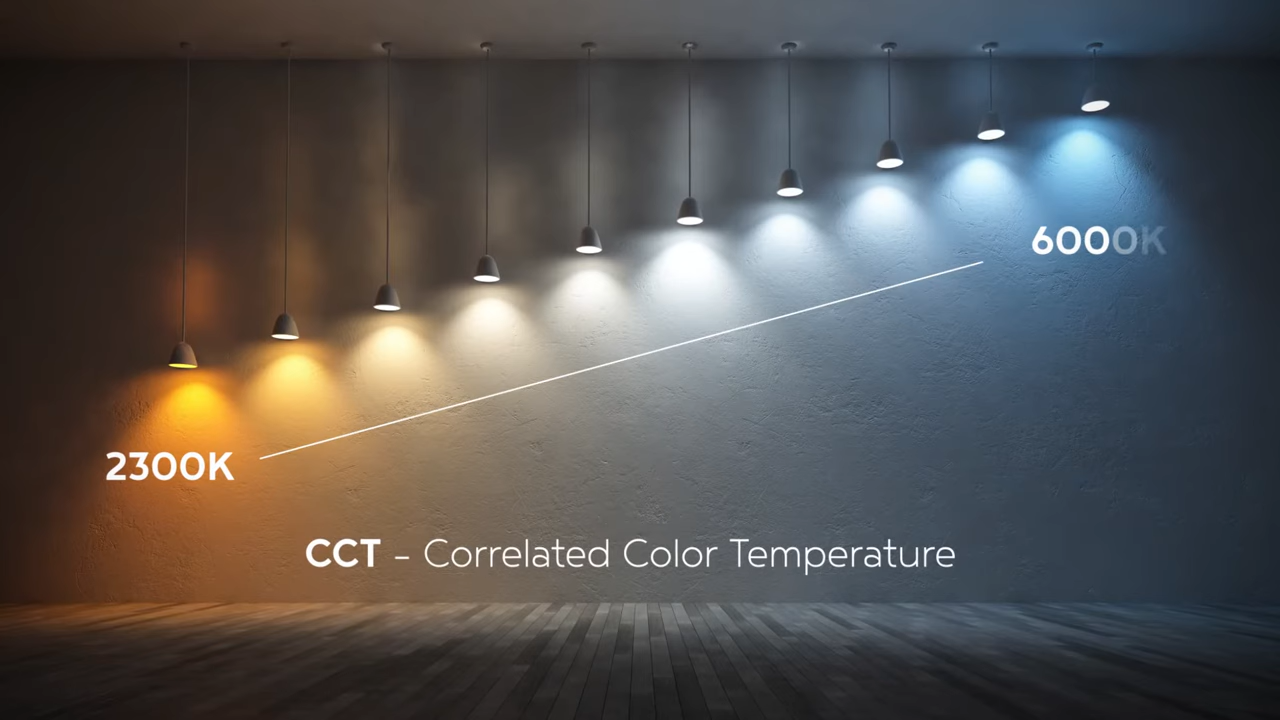 6000K
2300K
CCT – Correlated Color Temperature